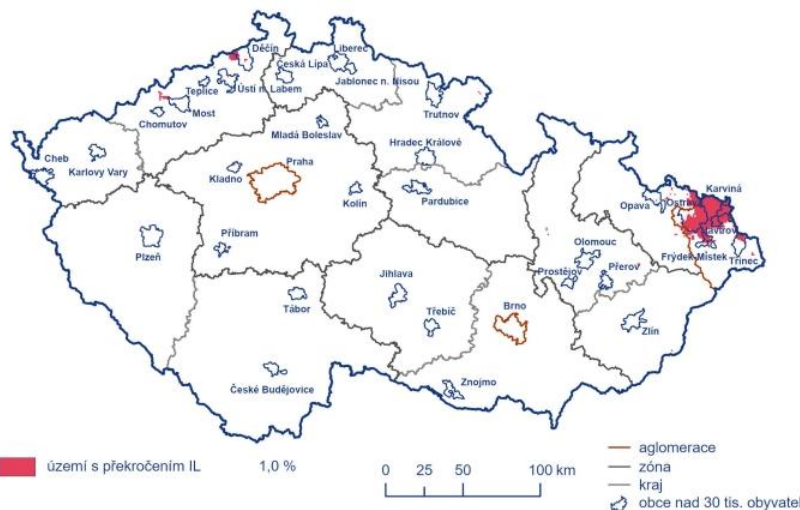 Děčín
Liberec
Česká Lípa
Jablonec n. Nisou
Teplice
Ústí n. Labem
Most
Chomutov
Trutnov
Mladá Boleslav
Hradec Králové
Cheb
Karlovy Vary
Praha
Kladno
Kolín
Pardubice
Karviná
Opava
Ostrava
Havířov
Plzeň
Příbram
Olomouc
Frýdek-Místek
Třinec
Jihlava
Prostějov
Přerov
Tábor
Třebíč
Brno
Zlín
České Budějovice
Znojmo
území s překročením IL 1,0 %
0 25 50 100 km
aglomerace
zóna
kraj
obce nad 30 tis. obyvatel